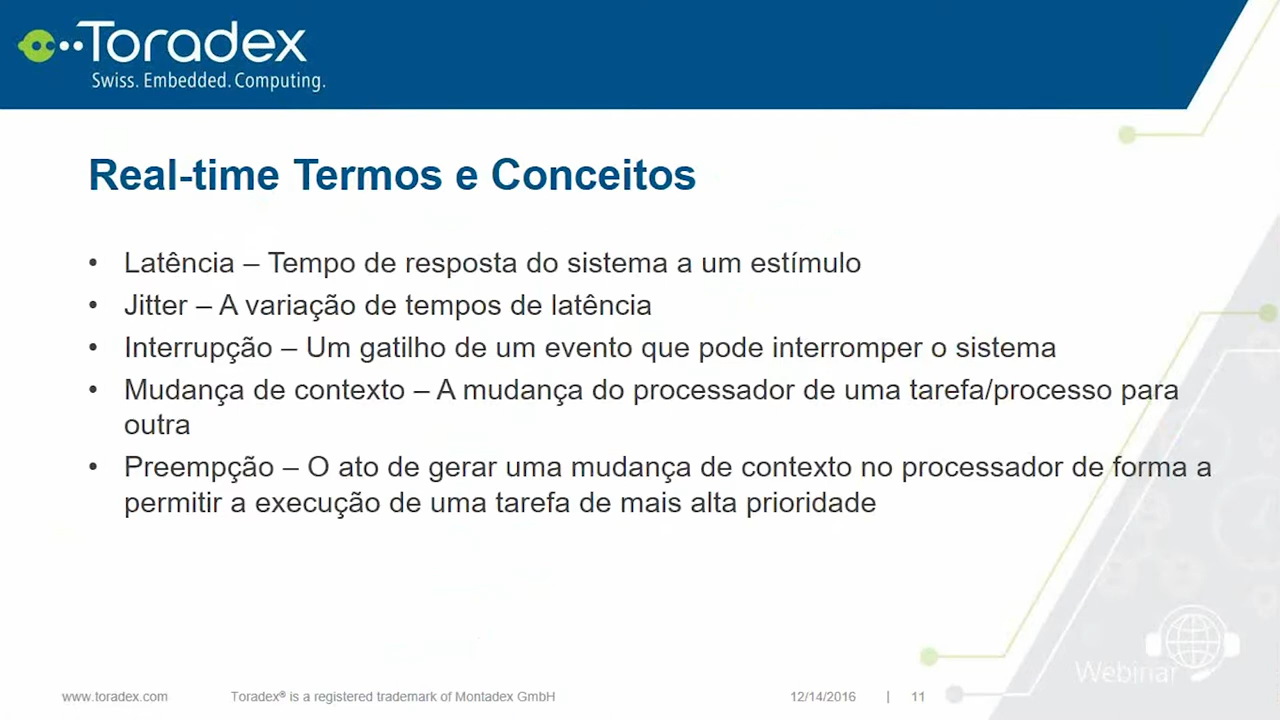 Toradex
Swiss. Embedded. Computing.
Real-time Termos e Conceitos
• Latência – Tempo de resposta do sistema a um estímulo
• Jitter – A variação de tempos de latência
• Interrupção – Um gatilho de um evento que pode interromper o sistema
• Mudança de contexto – A mudança do processador de uma tarefa/processo para
outra
• Preempção – O ato de gerar uma mudança de contexto no processador de forma a
permitir a execução de uma tarefa de mais alta prioridade
Webinar
www.toradex.com Toradex® is a registered trademark of Montadex GmbH 12/14/2016 | 11